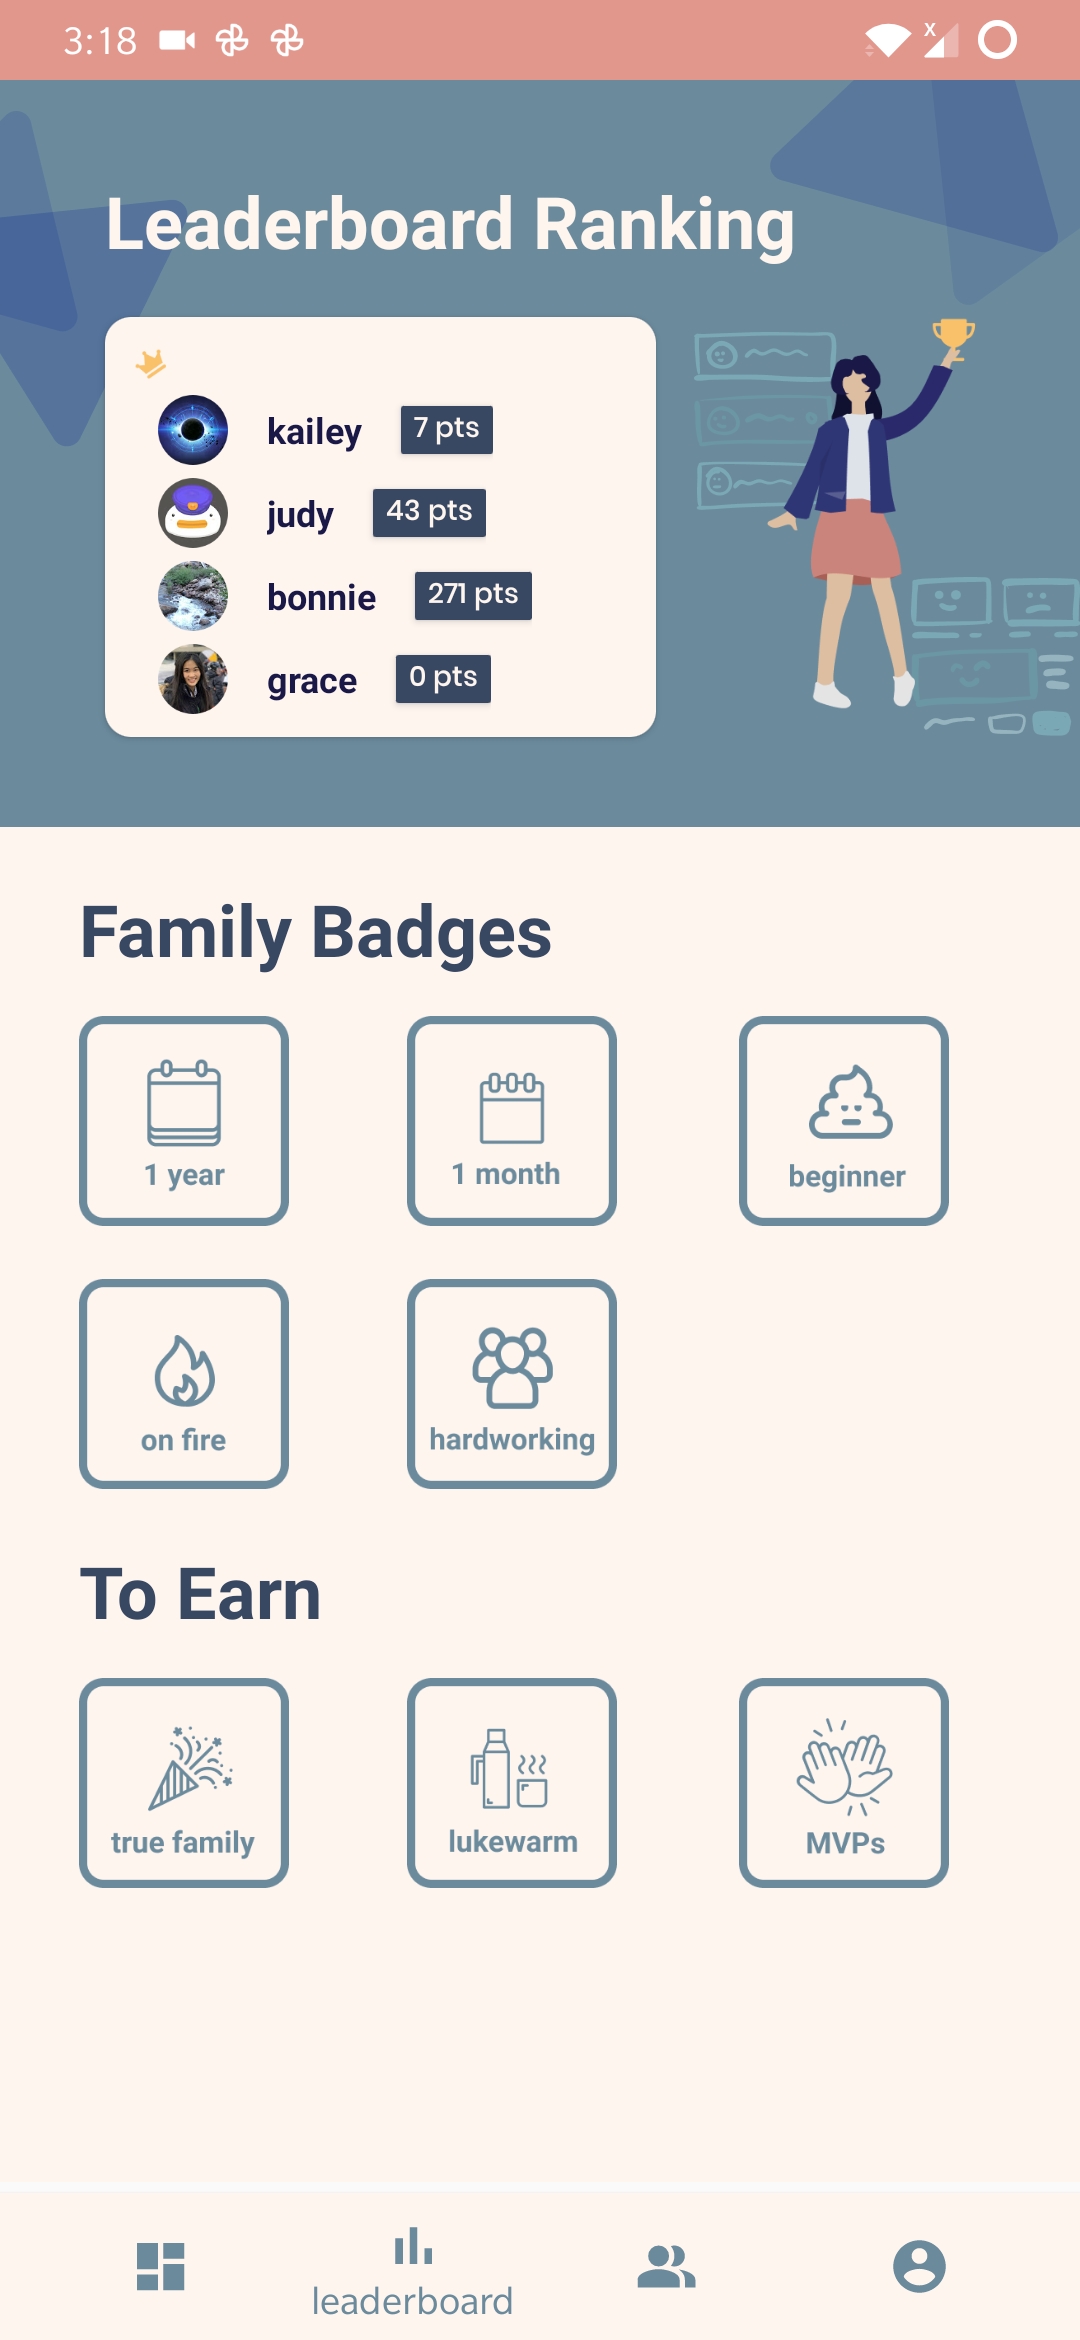 3:18
Leaderboard Ranking
kailey 7 pts
judy 43 pts
bonnie 271 pts
grace 0 pts
Family Badges
1 year 1 month beginner
on fire hardworking
To Earn
true family lukewarm MVPs
leaderboard